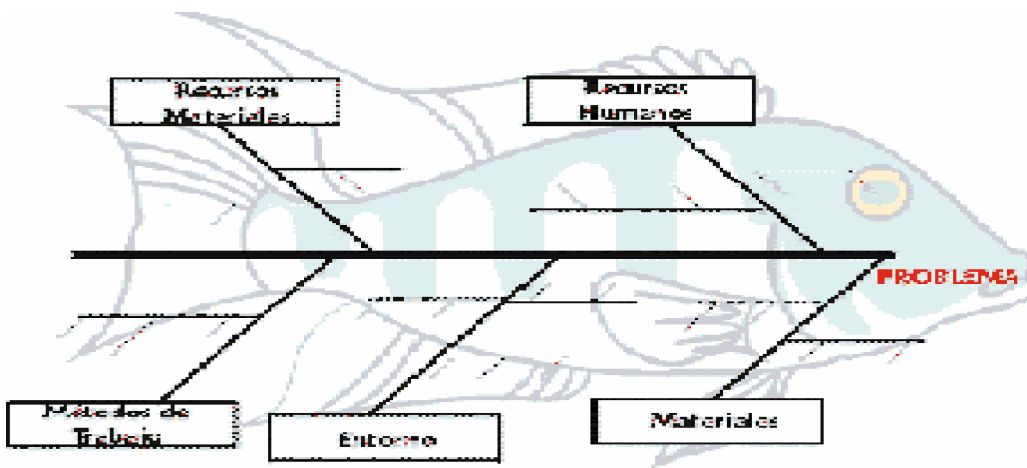 Recursos
Materiales
Recursos
Humanos
PROBLEMA
Métodos de
Trabajo
Entorno
Materiales